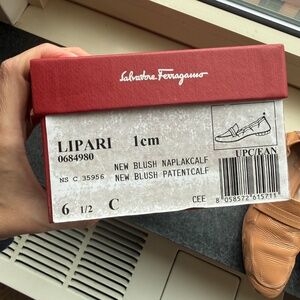 Salvatore Ferragamo
LIPARI 1cm
0684980
UPC/EAN
NEW BLUSH NAPLAKCALF
NS C 35956 NEW BLUSH PATENTCALF
6 1/2 C CEE
8 058572 615711